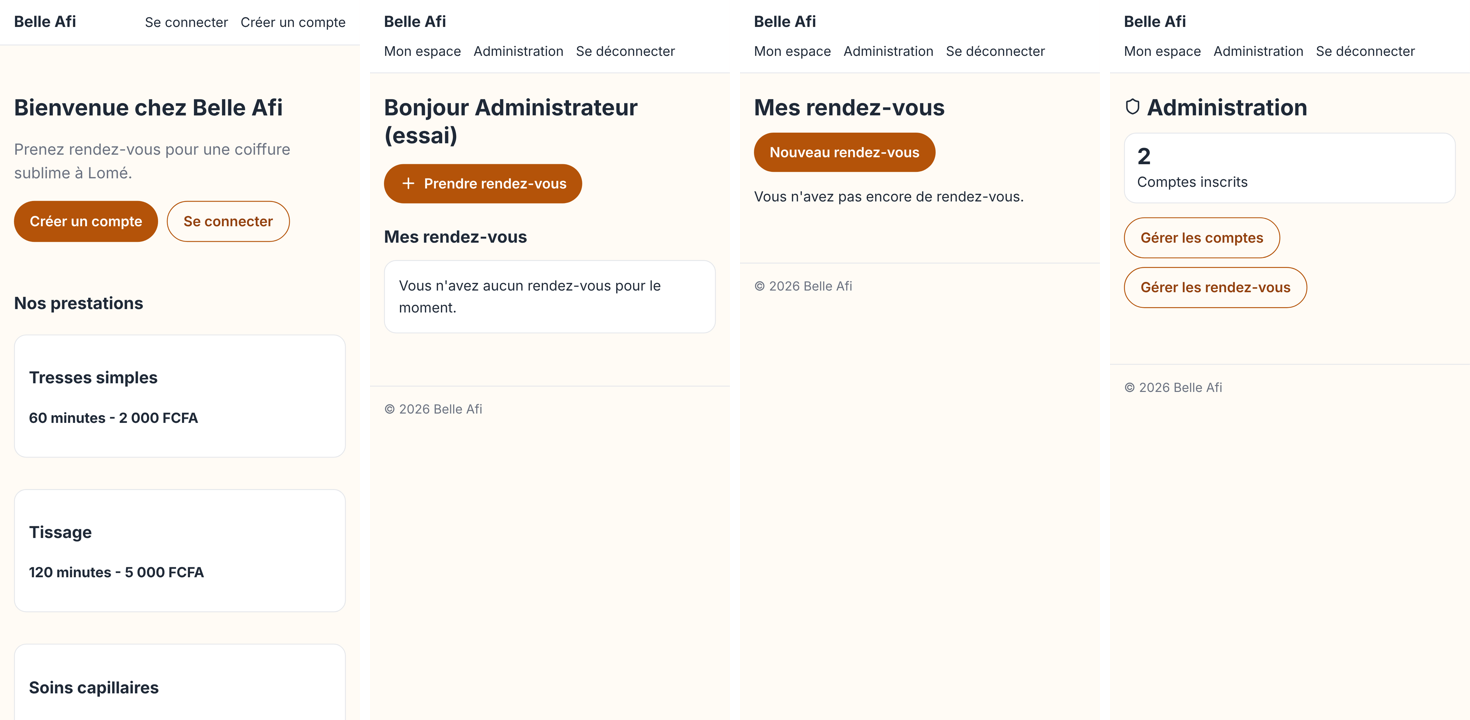 Belle Afi
Se connecter Créer un compte
Bienvenue chez Belle Afi
Prenez rendez-vous pour une coiffure
sublime à Lomé.
Créer un compte
Se connecter
Nos prestations
Tresses simples
60 minutes - 2 000 FCFA
Tissage
120 minutes - 5 000 FCFA
Soins capillaires
Belle Afi
Mon espace Administration Se déconnecter
Bonjour Administrateur
(essai)
Prendre rendez-vous
Mes rendez-vous
Vous n'avez aucun rendez-vous pour le
moment.
© 2026 Belle Afi
Belle Afi
Mon espace Administration Se déconnecter
Mes rendez-vous
Nouveau rendez-vous
Vous n'avez pas encore de rendez-vous.
© 2026 Belle Afi
Belle Afi
Mon espace Administration Se déconnecter
Administration
2
Comptes inscrits
Gérer les comptes
Gérer les rendez-vous
© 2026 Belle Afi